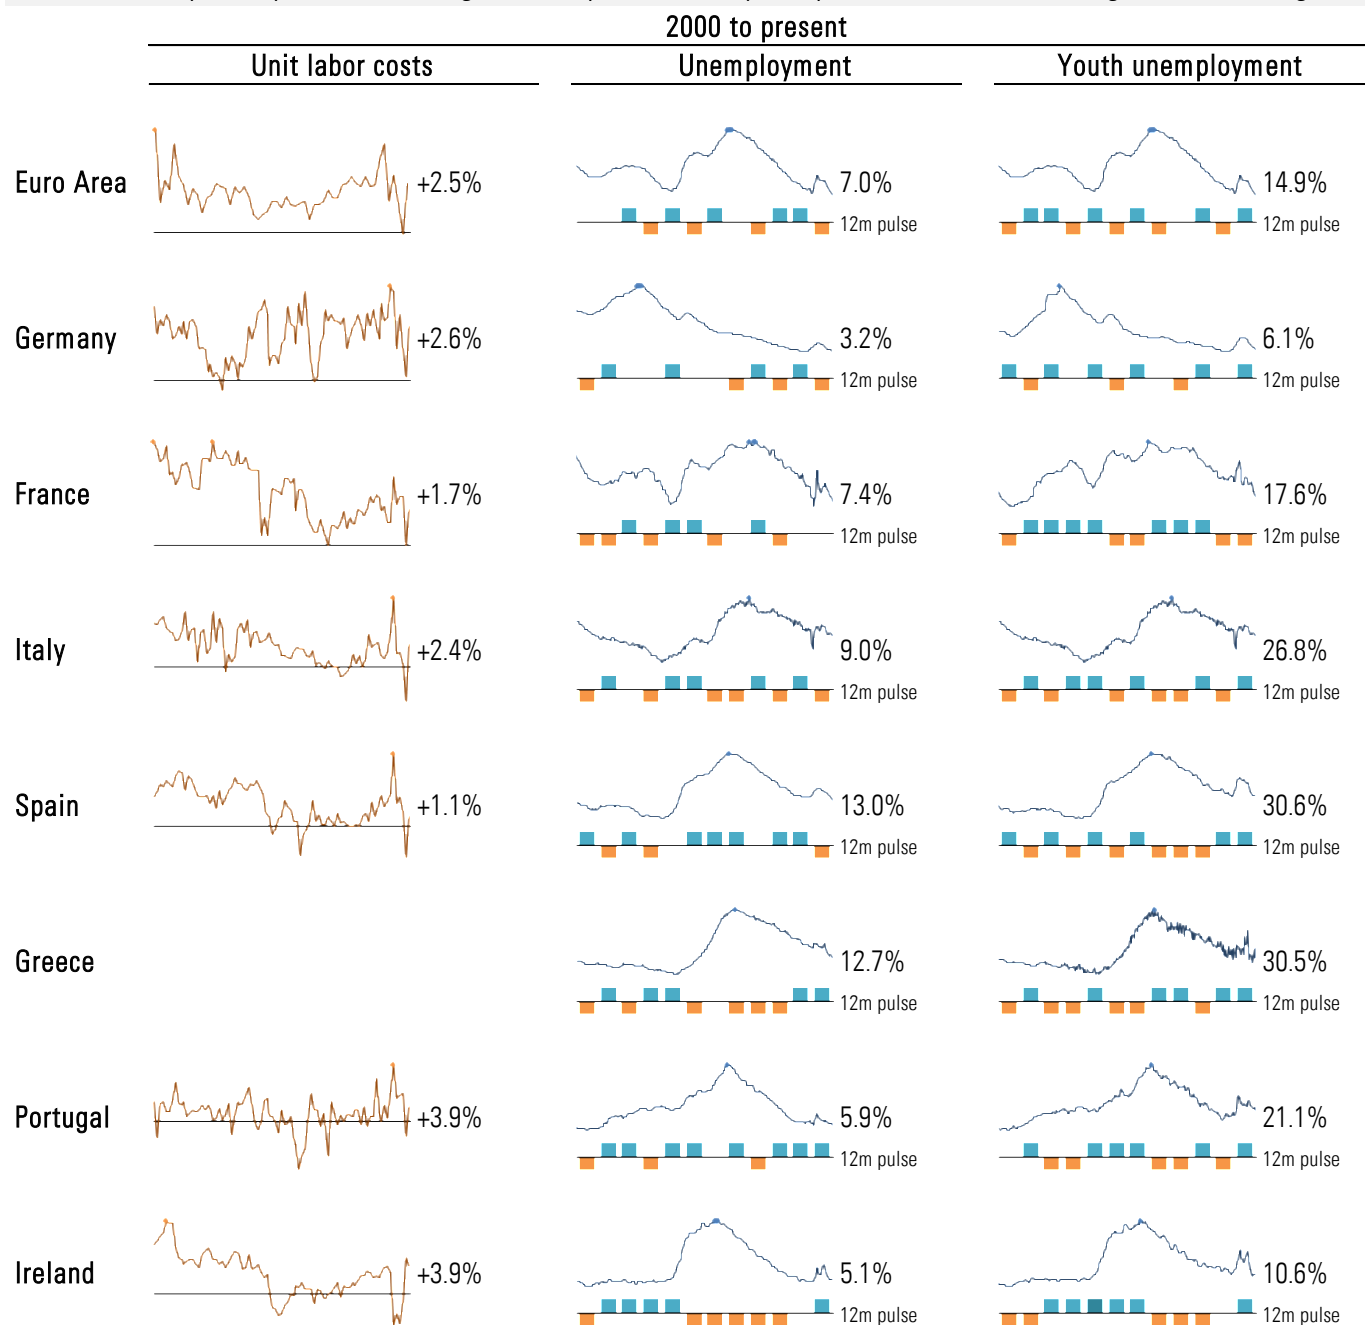 2000 to present
Unit labor costs Unemployment Youth unemployment
Euro Area +2.5% 7.0% 14.9%
12m pulse 12m pulse
Germany +2.6% 3.2% 6.1%
12m pulse 12m pulse
France +1.7% 7.4% 17.6%
12m pulse 12m pulse
Italy +2.4% 9.0% 26.8%
12m pulse 12m pulse
Spain +1.1% 13.0% 30.6%
12m pulse 12m pulse
Greece 12.7% 30.5%
12m pulse 12m pulse
Portugal +3.9% 5.9% 21.1%
12m pulse 12m pulse
Ireland +3.9% 5.1% 10.6%
12m pulse 12m pulse